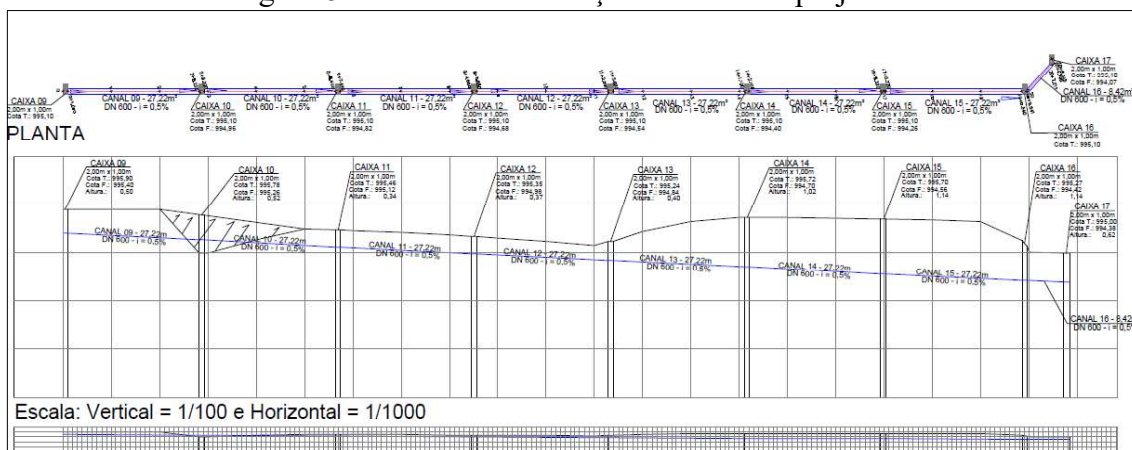 CAIXA 09
2,00m x 1,00m
Cota T.: 995,10
CANAL 09 - 27,22m³
DN 600 - i = 0,5%
CAIXA 10
2,00m x 1,00m
Cota T.: 995,10
Cota F.: 994,96
CANAL 10 - 27,22m³
DN 600 - i = 0,5%
CAIXA 11
2,00m x 1,00m
Cota T.: 995,10
Cota F.: 994,82
CANAL 11 - 27,22m³
DN 600 - i = 0,5%
CAIXA 12
2,00m x 1,00m
Cota T.: 995,10
Cota F.: 994,68
CANAL 12 - 27,22m³
DN 600 - i = 0,5%
CAIXA 13
2,00m x 1,00m
Cota T.: 995,10
Cota F.: 994,54
CANAL 13 - 27,22m³
DN 600 - i = 0,5%
CAIXA 14
2,00m x 1,00m
Cota T.: 995,10
Cota F.: 994,40
CANAL 14 - 27,22m³
DN 600 - i = 0,5%
CAIXA 15
2,00m x 1,00m
Cota T.: 995,10
Cota F.: 994,26
CANAL 15 - 27,22m³
DN 600 - i = 0,5%
CAIXA 17
2,00m x 1,00m
Cota T.: 995,10
Cota F.: 994,07
CANAL 16 - 8,42m³
DN 600 - i = 0,5%
CAIXA 16
2,00m x 1,00m
Cota T.: 995,10
PLANTA
CAIXA 09
2,00m x 1,00m
Cota T.: 995,90
Cota F.: 995,40
Altura.: 0,50
CAIXA 10
2,00m x 1,00m
Cota T.: 995,78
Cota F.: 995,26
Altura.: 0,52
CAIXA 11
2,00m x 1,00m
Cota T.: 995,46
Cota F.: 995,12
Altura.: 0,34
CAIXA 12
2,00m x 1,00m
Cota T.: 995,35
Cota F.: 994,98
Altura.: 0,37
CAIXA 13
2,00m x 1,00m
Cota T.: 995,24
Cota F.: 994,84
Altura.: 0,40
CAIXA 14
2,00m x 1,00m
Cota T.: 995,72
Cota F.: 994,70
Altura.: 1,02
CAIXA 15
2,00m x 1,00m
Cota T.: 995,70
Cota F.: 994,56
Altura.: 1,14
CAIXA 16
2,00m x 1,00m
Cota F.: 994,42
CAIXA 17
2,00m x 1,00m
Cota T.: 995,00
Cota F.: 994,38
Altura.: 0,62
CANAL 09 - 27,22m
DN 600 - i = 0,5%
CANAL 10 - 27,22m
DN 600 - i = 0,5%
CANAL 11 - 27,22m
DN 600 - i = 0,5%
CANAL 12 - 27,22m
DN 600 - i = 0,5%
CANAL 13 - 27,22m
DN 600 - i = 0,5%
CANAL 14 - 27,22m
DN 600 - i = 0,5%
CANAL 15 - 27,22m
DN 600 - i = 0,5%
CANAL 16 - 8,42
DN 600 - i = 0,5%
Escala: Vertical = 1/100 e Horizontal = 1/1000